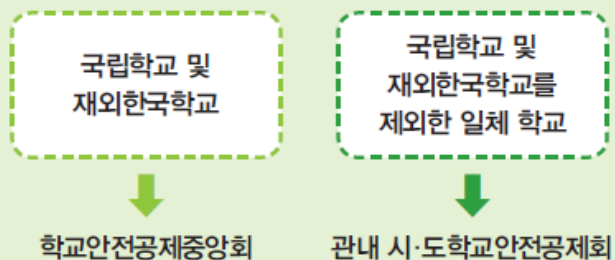 국립학교 및
재외한국학교
학교안전공제중앙회
국립학교 및
재외한국학교를
제외한 일체 학교
관내 시·도학교안전공제회